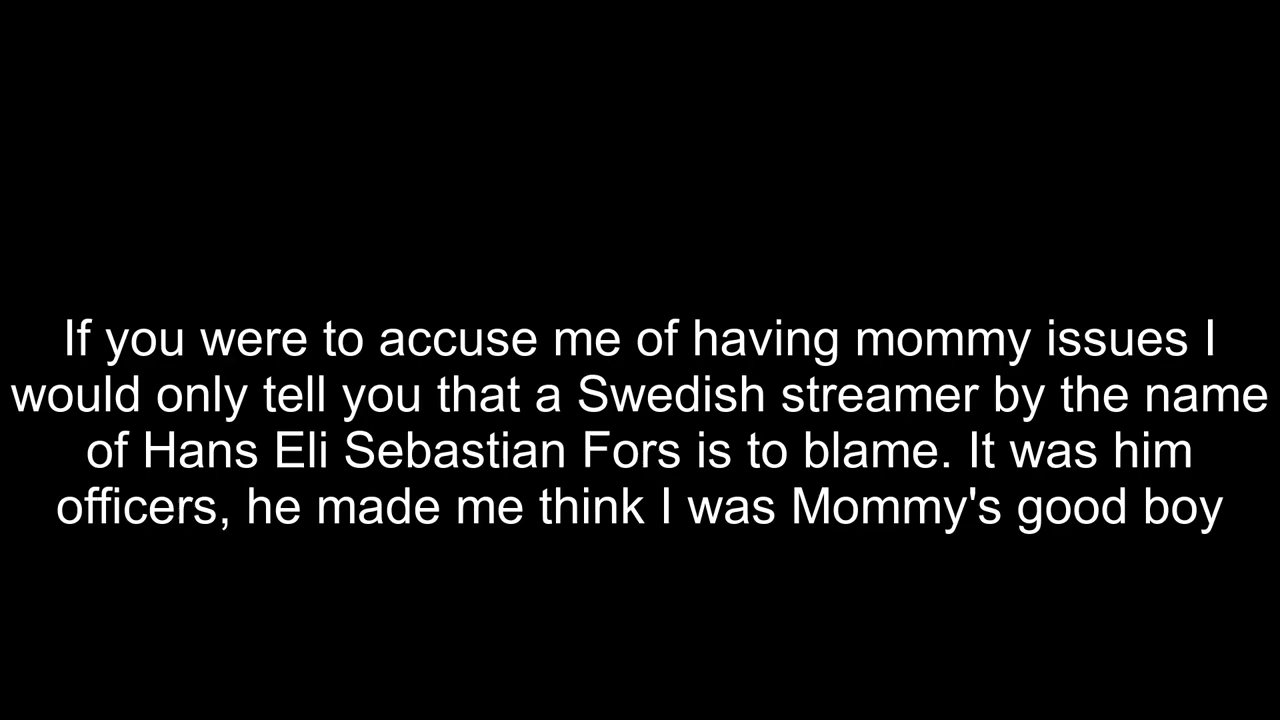 If you were to accuse me of having mommy issues I
would only tell you that a Swedish streamer by the name
of Hans Eli Sebastian Fors is to blame. It was him
officers, he made me think I was Mommy's good boy